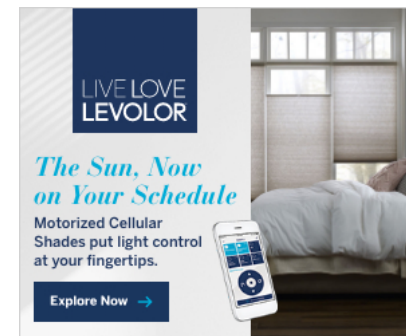 LIVE LOVE
LEVOLOR
The Sun, Now
on Your Schedule
Motorized Cellular
Shades put light control
at your fingertips.
Explore Now